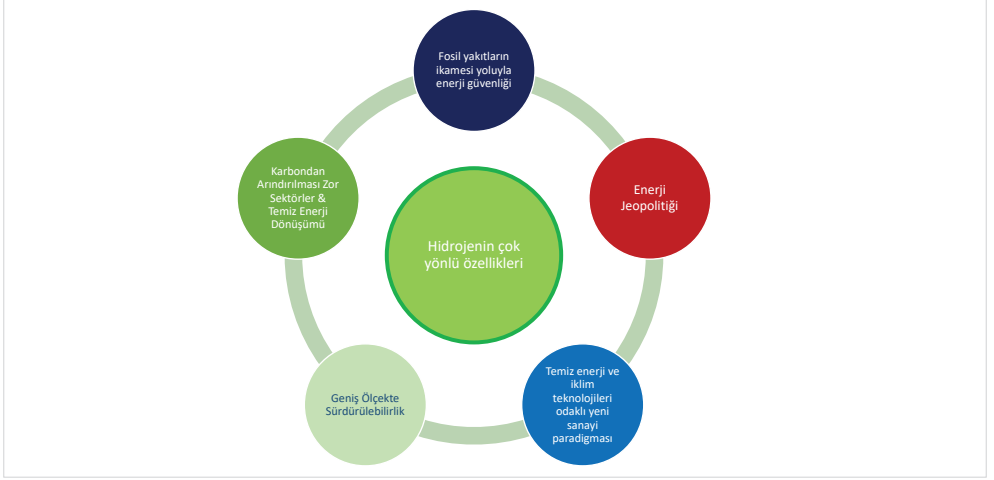 Fosil yakıtların
ikamesi yoluyla
enerji güvenliği
Enerji
Jeopolitiği
Temiz enerji ve
iklim
teknolojileri
odaklı yeni
sanayi
paradigması
Geniş Ölçekte
Sürdürülebilirlik
Karbondan
Arındırılması Zor
Sektörler &
Temiz Enerji
Dönüşümü
Hidrojenin çok
yönlü özellikleri